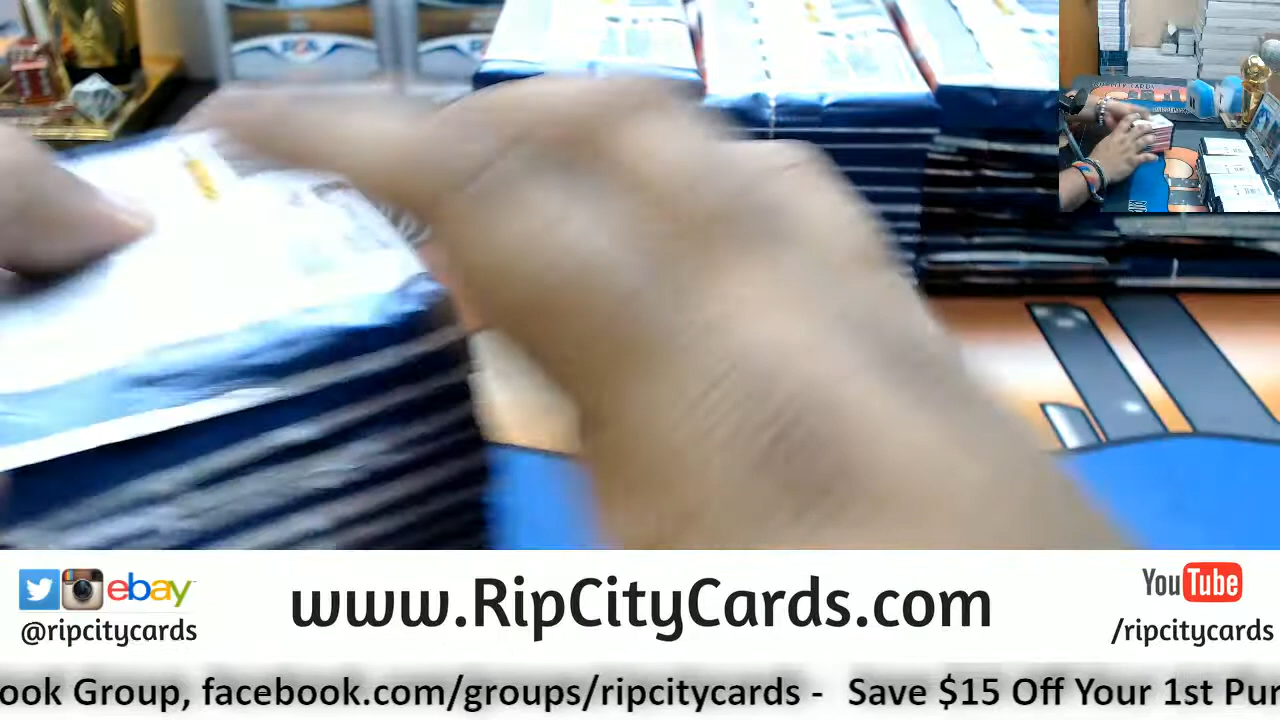 www.RipCityCards.com
ebay
@ripcitycards
YouTube
/ripcitycards
ook Group, facebook.com/groups/ripcitycards - Save $15 Off Your 1st Pur